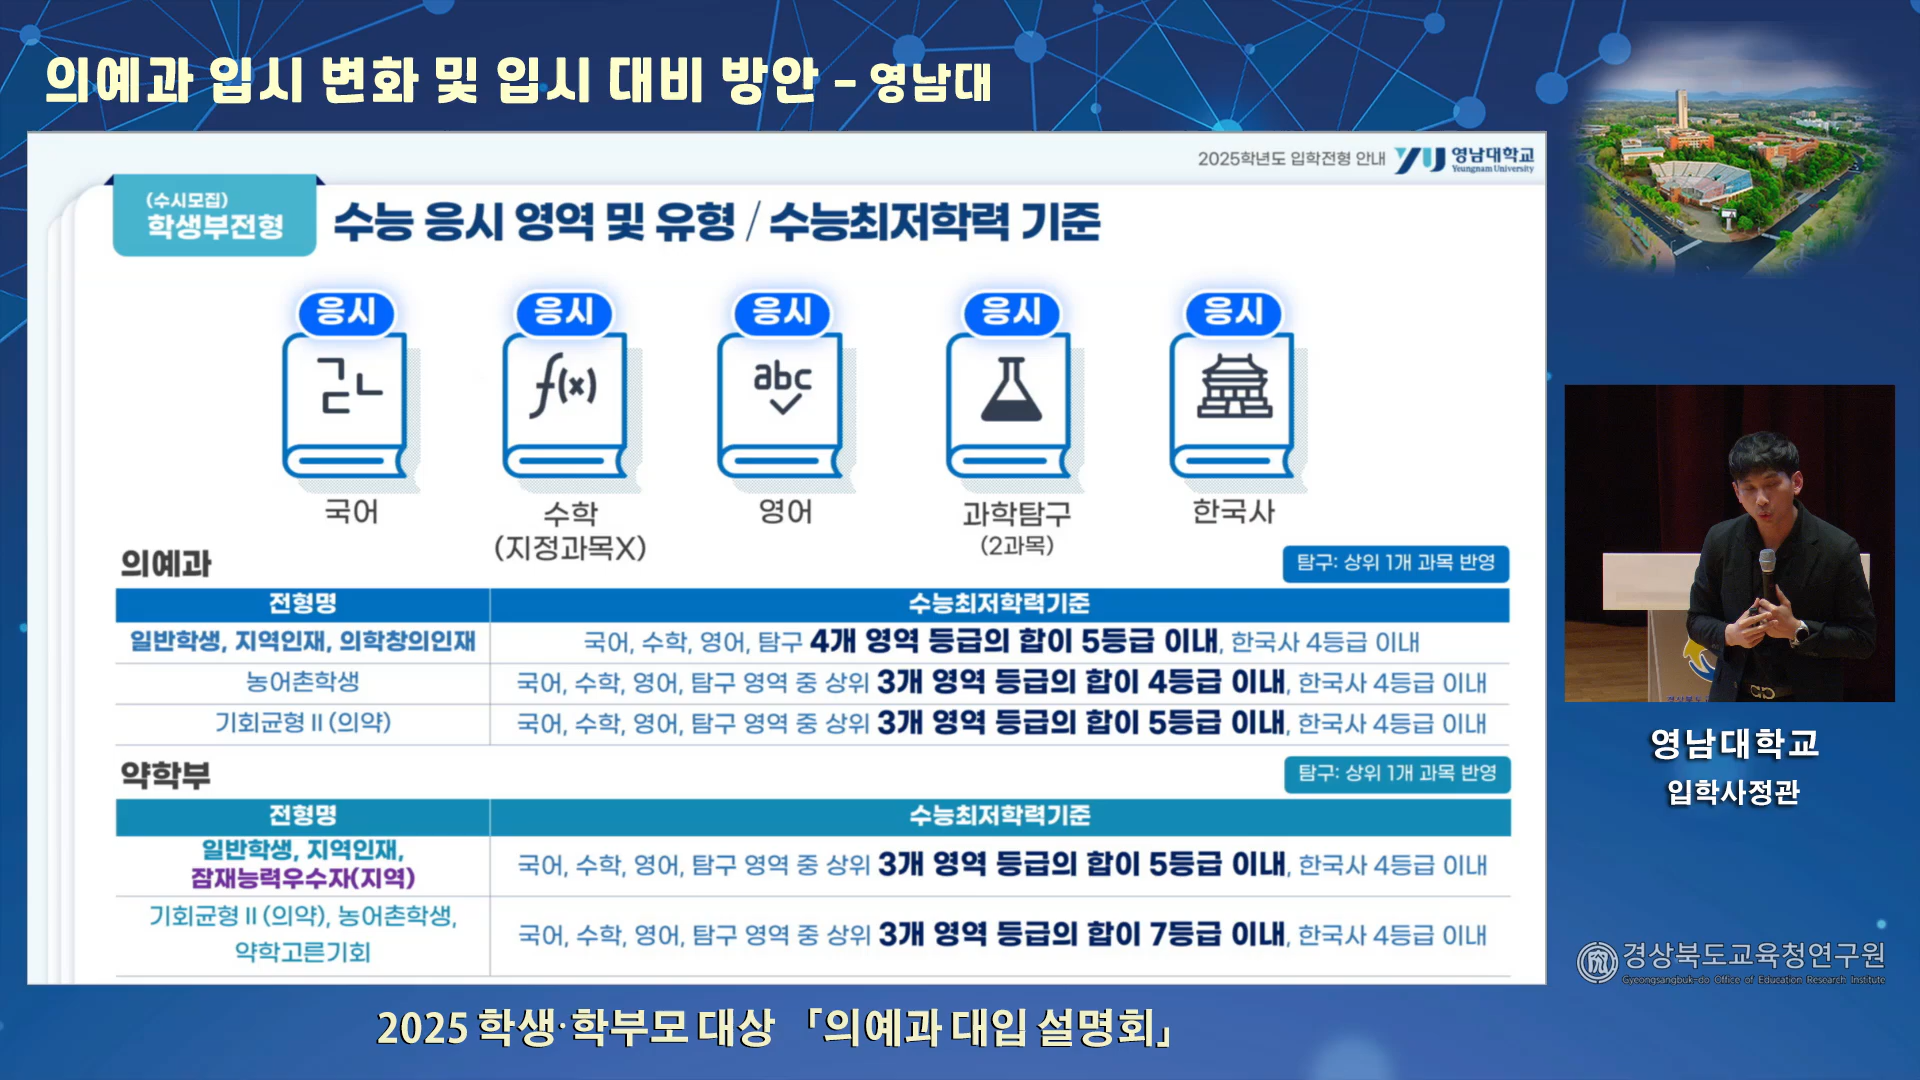 의예과 입시 변화 및 입시 대비 방안 - 영남대
2025학년도 입학전형 안내
YU 영남대학교
Yeungnam University
(수시모집)
학생부전형
수능 응시 영역 및 유형 / 수능최저학력 기준
응시 응시 응시 응시 응시
f(x) abc
국어 수학 영어 과학탐구 한국사
(지정과목X) (2과목)
의예과
탐구: 상위 1개 과목 반영
전형명 수능최저학력기준
일반학생, 지역인재, 의학창의인재 국어, 수학, 영어, 탐구 4개 영역 등급의 합이 5등급 이내, 한국사 4등급 이내
농어촌학생 국어, 수학, 영어, 탐구 영역 중 상위 3개 영역 등급의 합이 4등급 이내, 한국사 4등급 이내
기회균형Ⅱ(의약) 국어, 수학, 영어, 탐구 영역 중 상위 3개 영역 등급의 합이 5등급 이내, 한국사 4등급 이내
약학부
탐구: 상위 1개 과목 반영
전형명 수능최저학력기준
일반학생, 지역인재,
잠재능력우수자(지역)
국어, 수학, 영어, 탐구 영역 중 상위 3개 영역 등급의 합이 5등급 이내, 한국사 4등급 이내
기회균형Ⅱ(의약), 농어촌학생,
약학고른기회
국어, 수학, 영어, 탐구 영역 중 상위 3개 영역 등급의 합이 7등급 이내, 한국사 4등급 이내
영남대학교
입학사정관
경상북도교육청연구원
Gyeongsangbuk-do Office of Education Research Institute
2025 학생·학부모 대상 「의예과 대입 설명회」